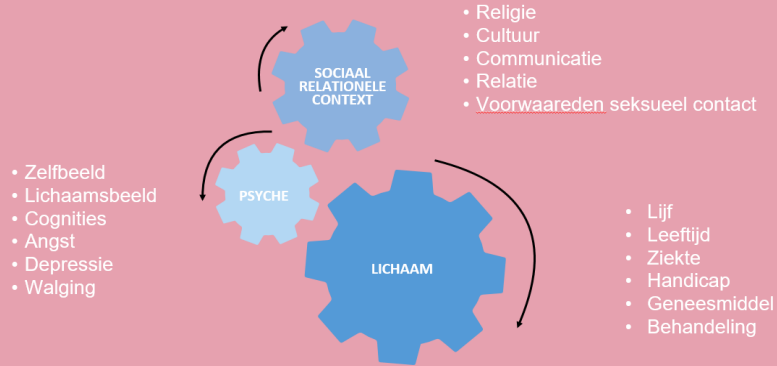 • Religie
• Cultuur
• Communicatie
• Relatie
• Voorwaareden seksueel contact
SOCIAAL
RELATIONELE
CONTEXT
• Zelfbeeld
• Lichaamsbeeld
• Cognities
• Angst
• Depressie
• Walging
PSYCHE
LICHAAM
• Lijf
• Leeftijd
• Ziekte
• Handicap
• Geneesmiddel
• Behandeling